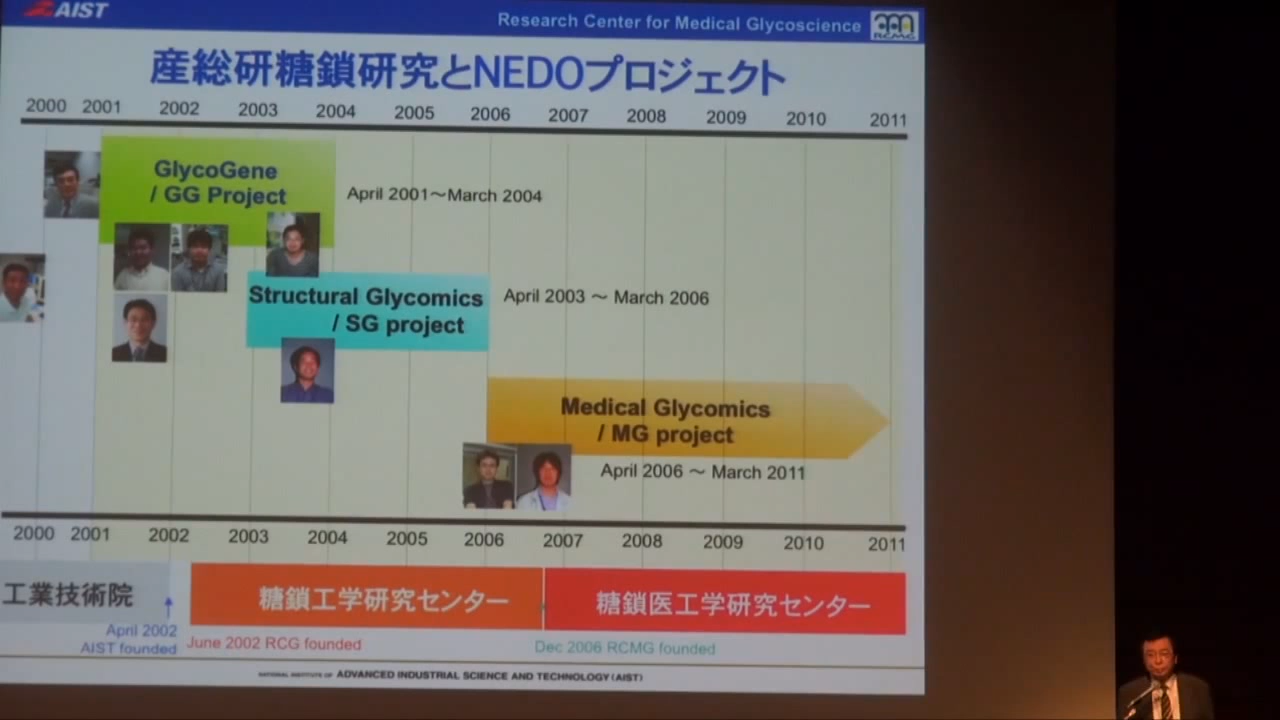 AIST
Research Center for Medical Glycoscience
RCMG
産総研糖鎖研究とNEDOプロジェクト
2000 2001 2002 2003 2004 2005 2006 2007 2008 2009 2010 2011
GlycoGene
/ GG Project
April 2001～March 2004
Structural Glycomics
/ SG project
April 2003 ～ March 2006
Medical Glycomics
/ MG project
April 2006 ～ March 2011
2000 2001 2002 2003 2004 2005 2006 2007 2008 2009 2010 2011
工業技術院
糖鎖工学研究センター
糖鎖医工学研究センター
April 2002
AIST founded
June 2002 RCG founded
Dec 2006 RCMG founded
NATIONAL INSTITUTE OF ADVANCED INDUSTRIAL SCIENCE AND TECHNOLOGY (AIST)